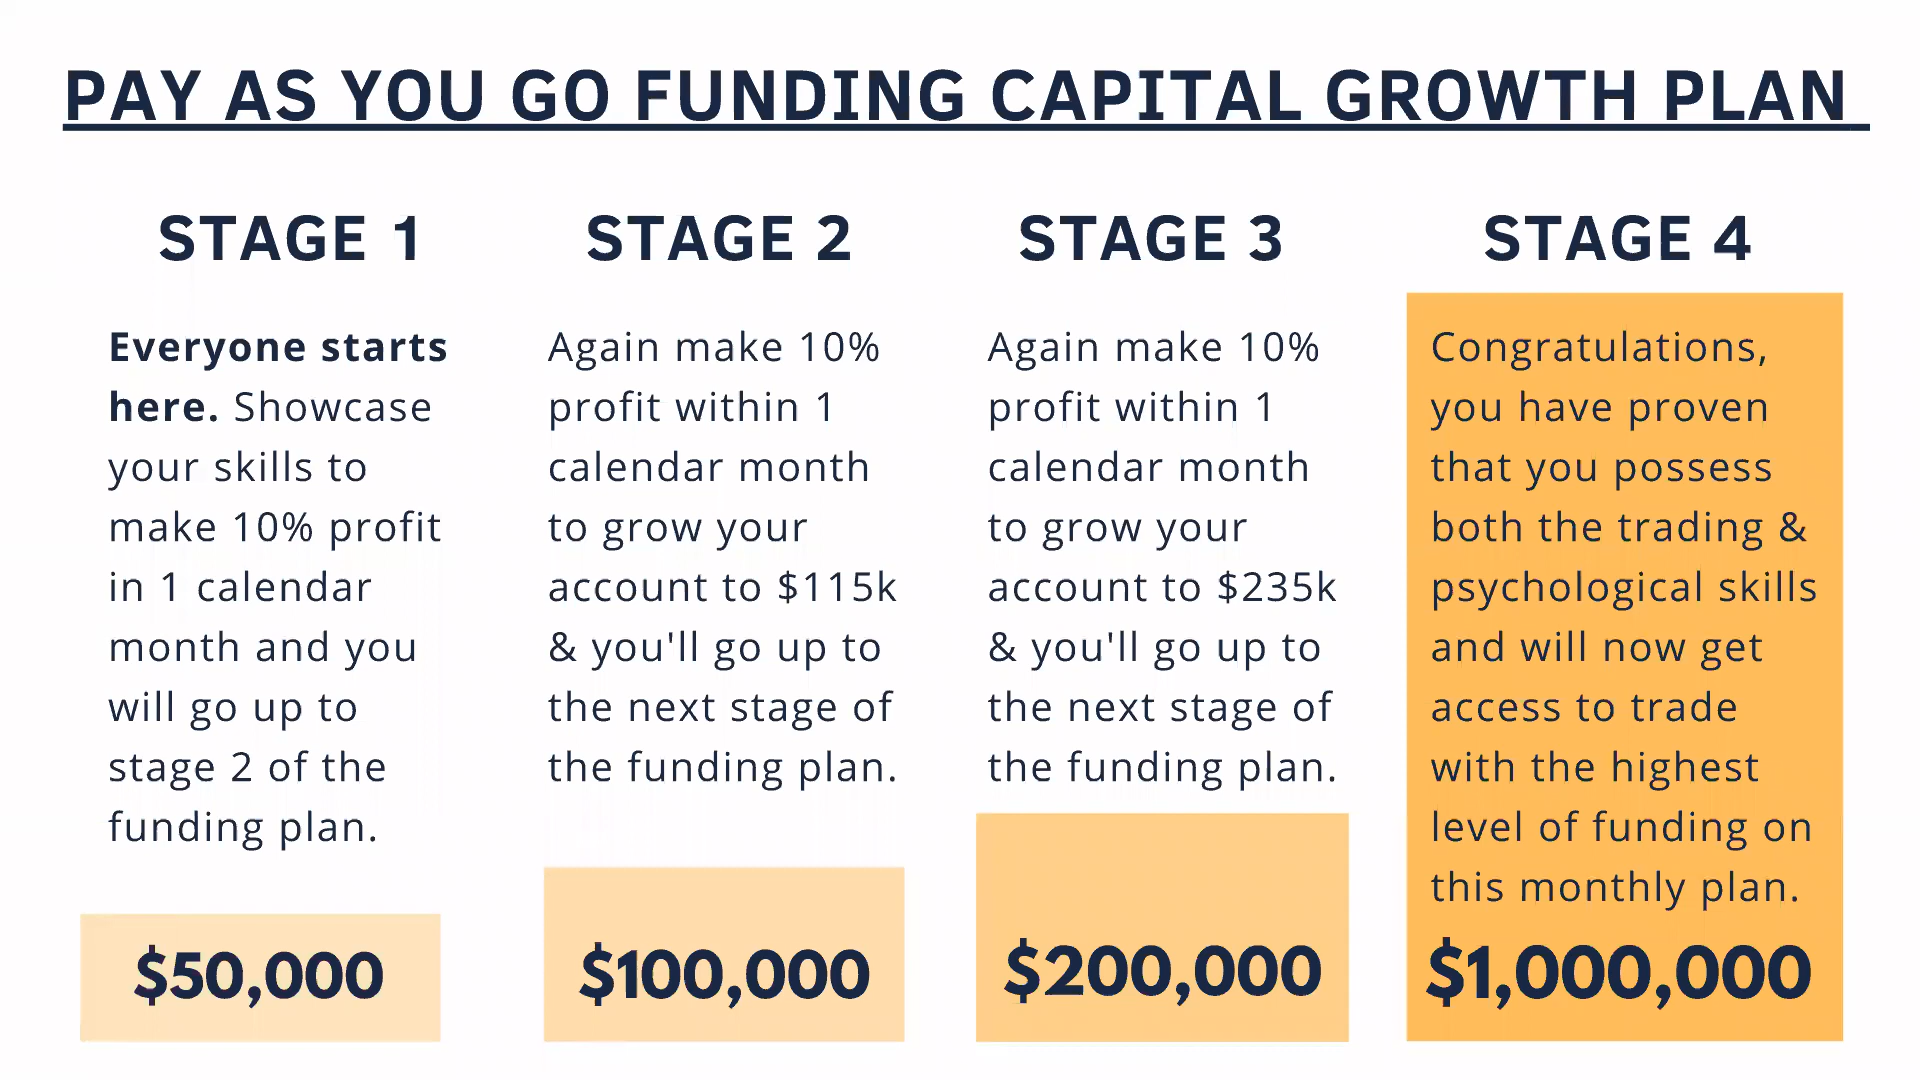 PAY AS YOU GO FUNDING CAPITAL GROWTH PLAN
STAGE 1
Everyone starts
here. Showcase
your skills to
make 10% profit
in 1 calendar
month and you
will go up to
stage 2 of the
funding plan.
$50,000
STAGE 2
Again make 10%
profit within 1
calendar month
to grow your
account to $115k
& you'll go up to
the next stage of
the funding plan.
$100,000
STAGE 3
Again make 10%
profit within 1
calendar month
to grow your
account to $235k
& you'll go up to
the next stage of
the funding plan.
$200,000
STAGE 4
Congratulations,
you have proven
that you possess
both the trading &
psychological skills
and will now get
access to trade
with the highest
level of funding on
this monthly plan.
$1,000,000